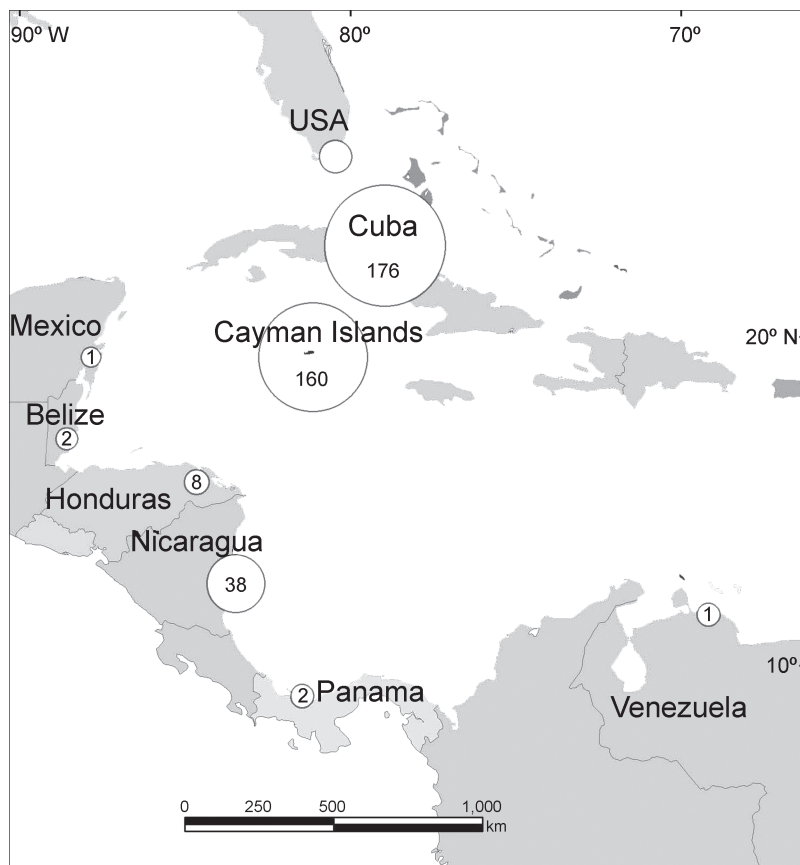 90º W
80º
70º
USA
Cuba
176
Mexico
1
Cayman Islands
160
20º N
Belize
2
Honduras
8
Nicaragua
38
1
10º
2
Panama
Venezuela
0 250 500 1,000
km